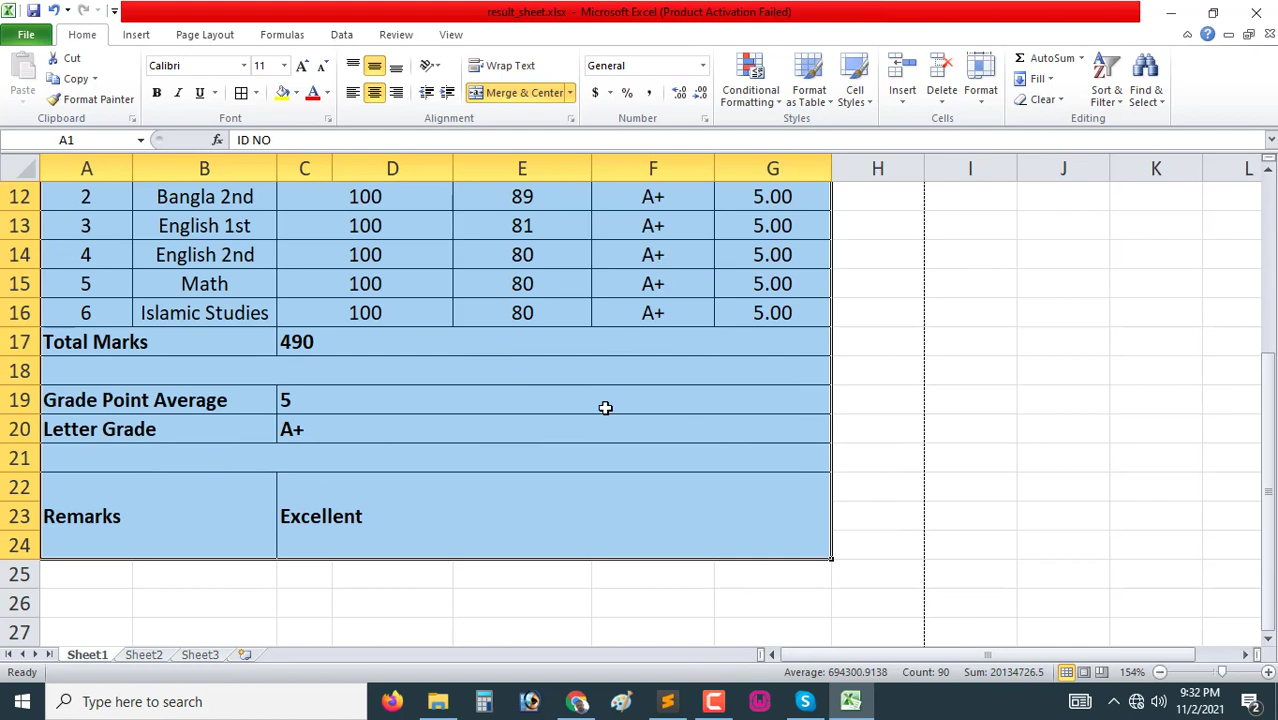 result_sheet.xlsx - Microsoft Excel (Product Activation Failed)
File Home Insert Page Layout Formulas Data Review View
Paste
Cut
Copy
Format Painter
Clipboard
Calibri 11
B I U A
Font
Wrap Text
Merge & Center
Alignment
General
$ % ,
Number
Conditional Formatting
Format as Table
Cell Styles
Styles
Insert
Delete
Format
Cells
AutoSum
Fill
Clear
Sort & Filter
Find & Select
Editing
A1 fx ID NO
A B C D E F G H I J K L
12 2 Bangla 2nd 100 89 A+ 5.00
13 3 English 1st 100 81 A+ 5.00
14 4 English 2nd 100 80 A+ 5.00
15 5 Math 100 80 A+ 5.00
16 6 Islamic Studies 100 80 A+ 5.00
17 Total Marks 490
18
19 Grade Point Average 5
20 Letter Grade A+
21
22
23 Remarks Excellent
24
25
26
27
Sheet1 Sheet2 Sheet3
Ready Average: 694300.9138 Count: 90 Sum: 20134726.5 154%
Type here to search
9:32 PM
11/2/2021
2